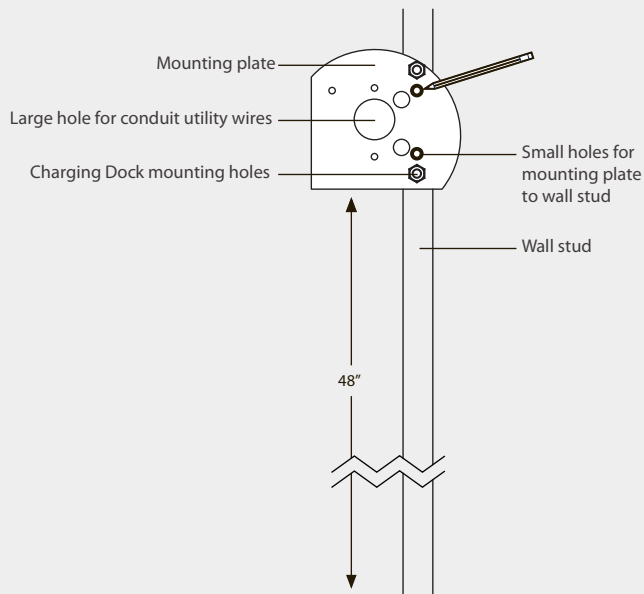 Mounting plate
Large hole for conduit utility wires
Charging Dock mounting holes
Small holes for
mounting plate
to wall stud
Wall stud
48”